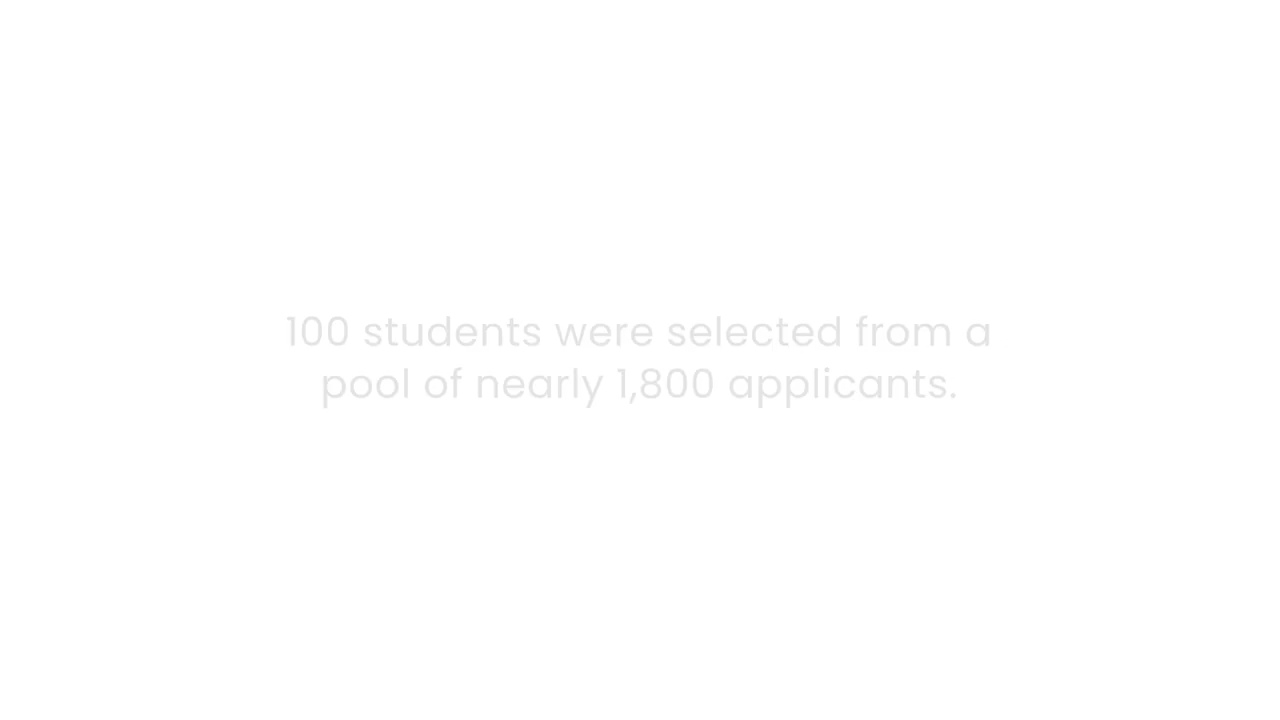 100 students were selected from a
pool of nearly 1,800 applicants.